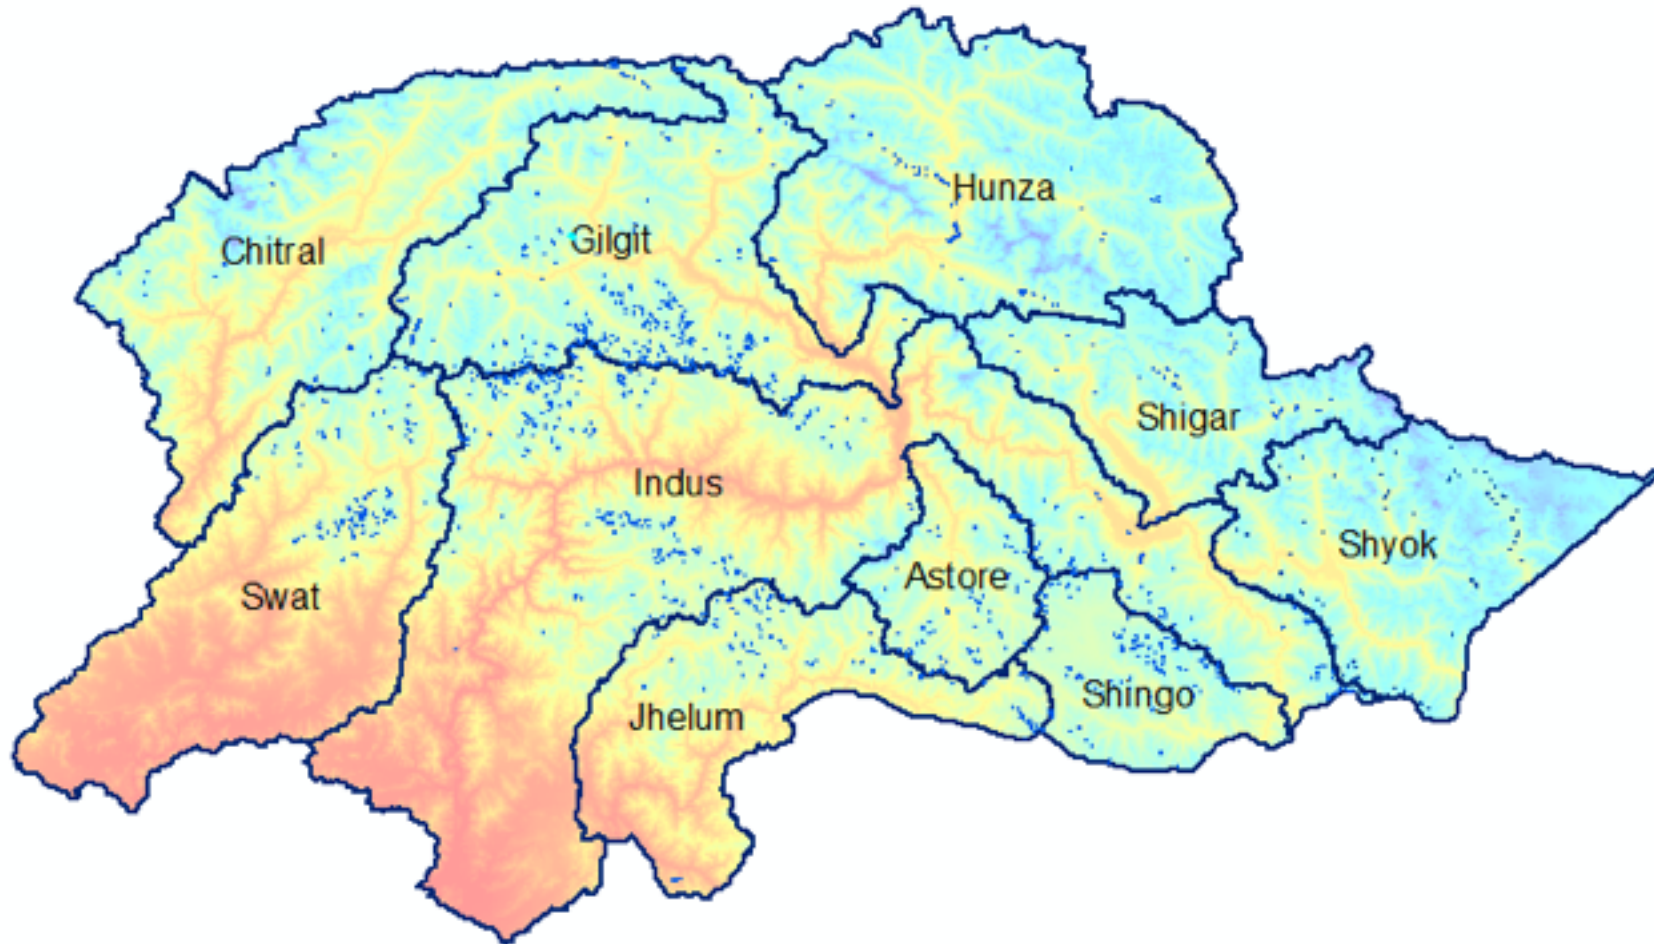 Hunza
Chitral
Gilgit
Shigar
Indus
Shyok
Astore
Swat
Shingo
Jhelum